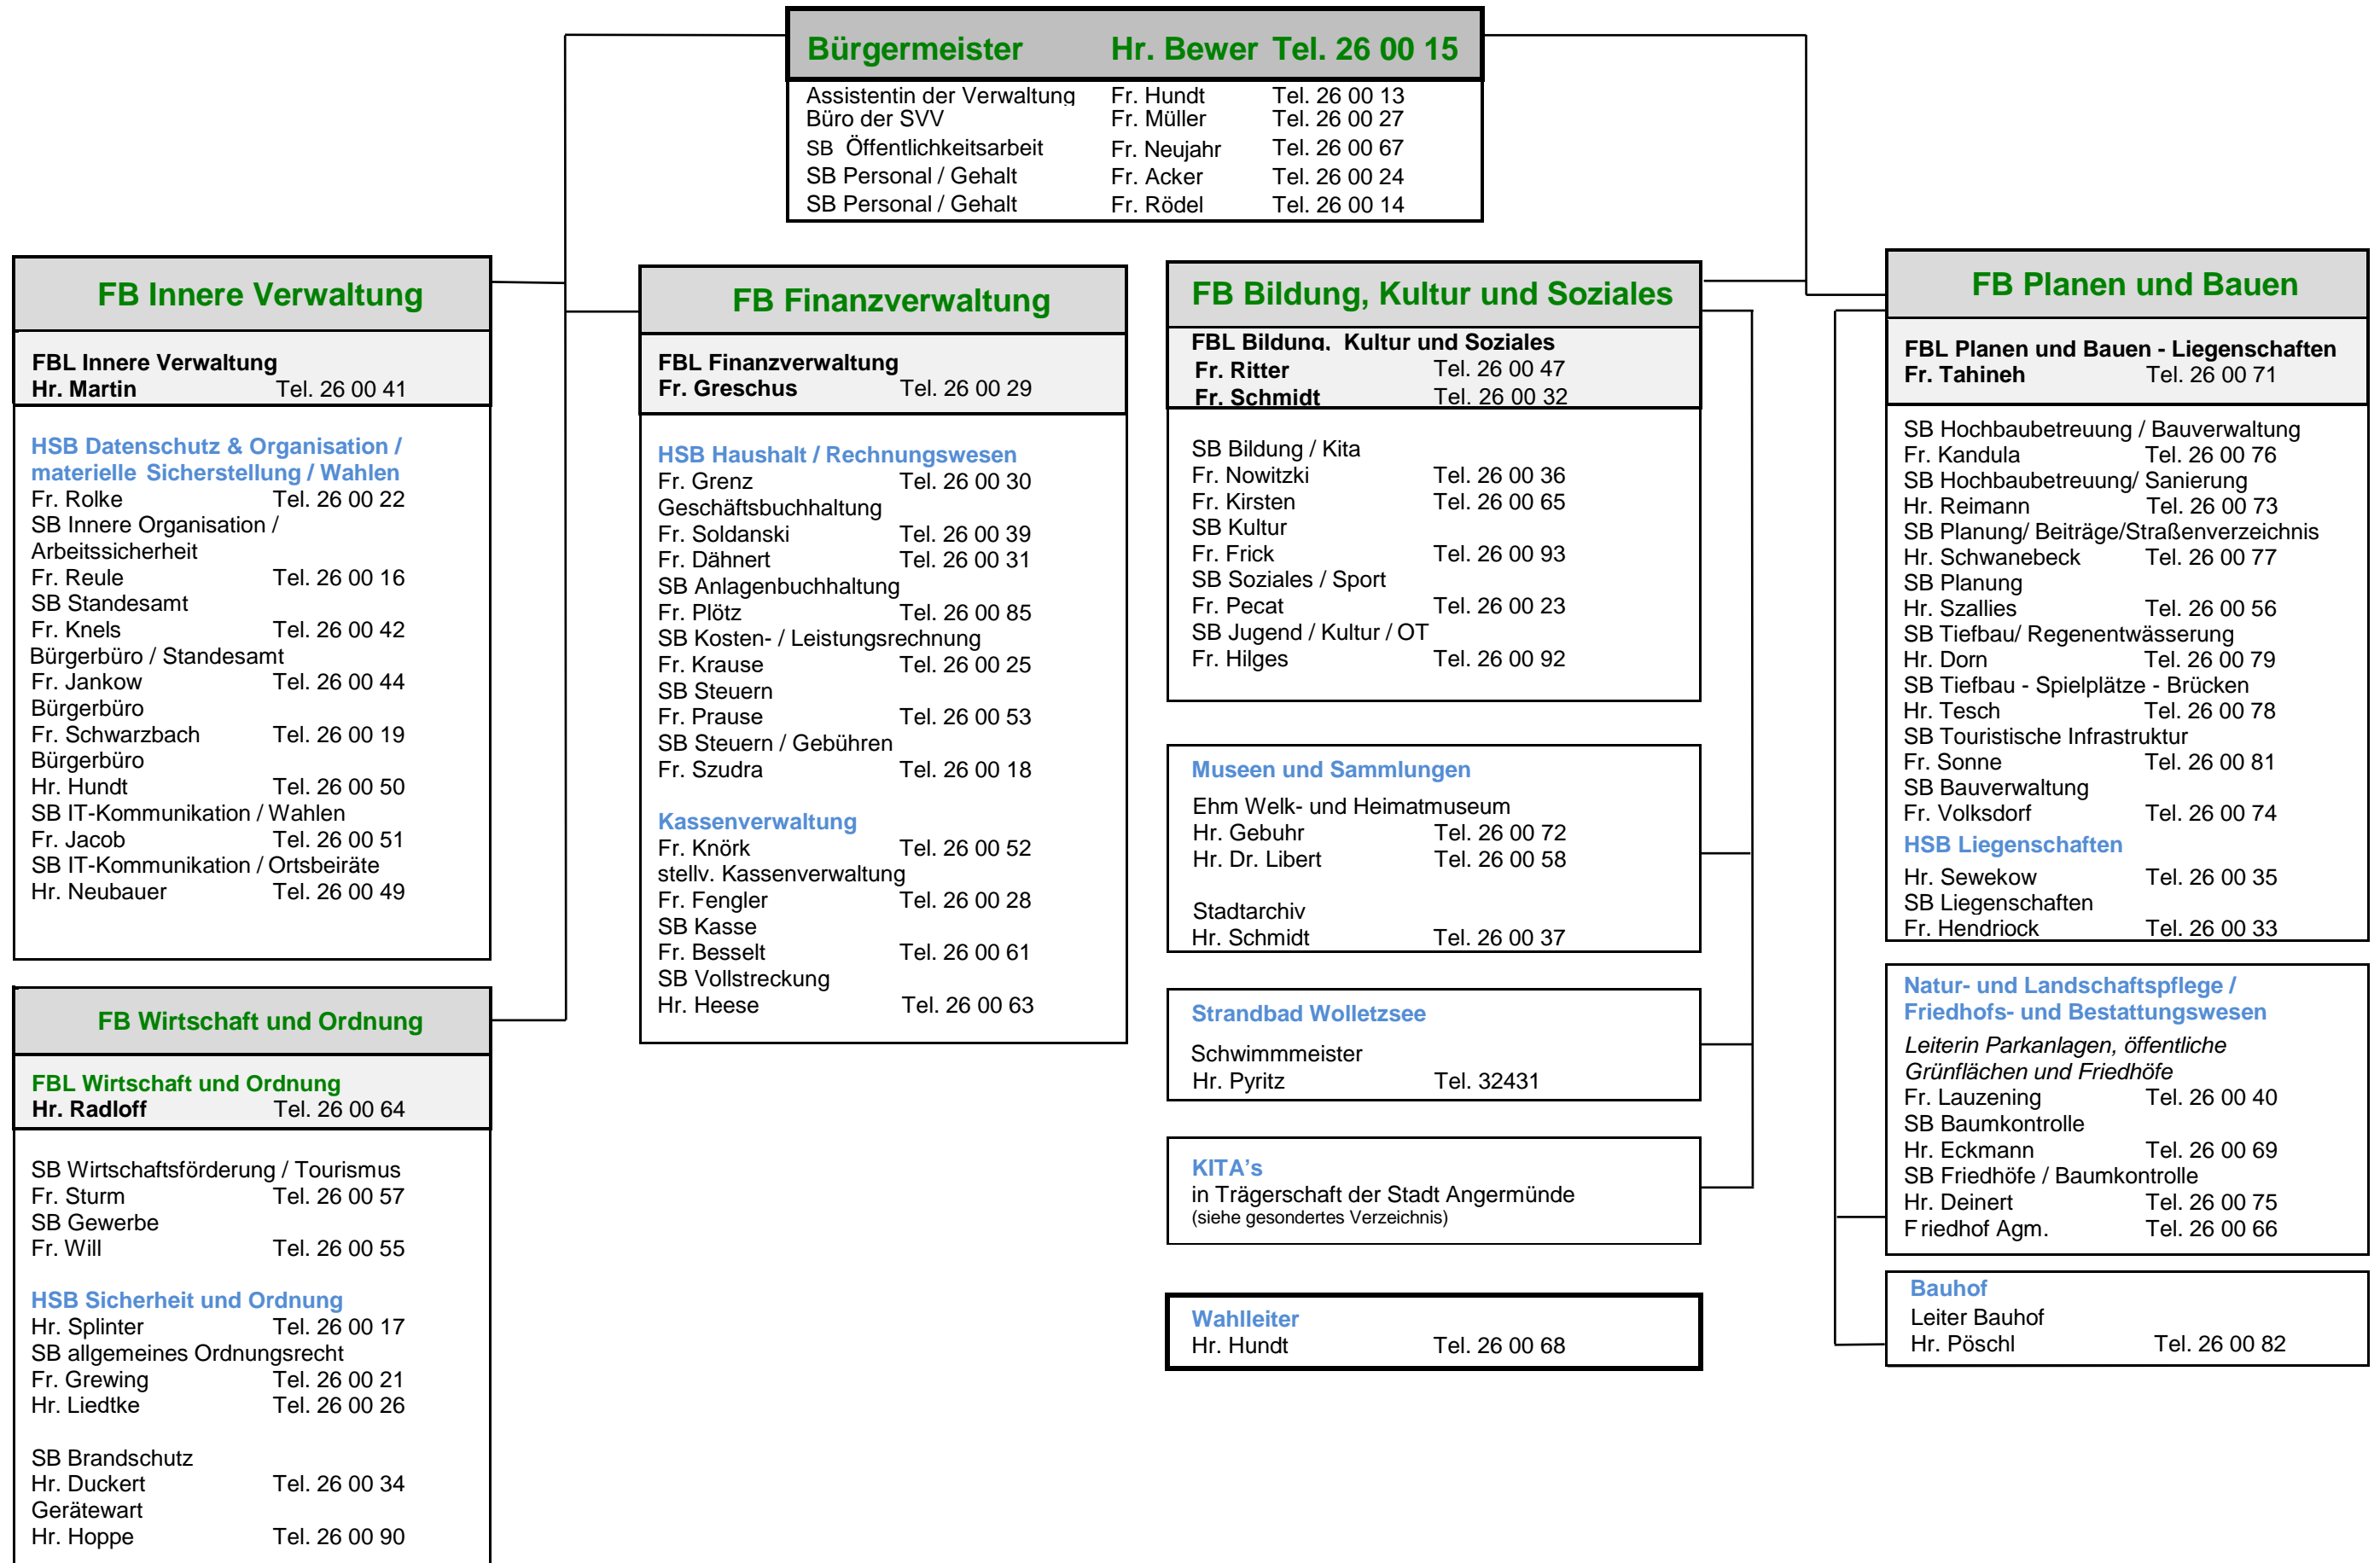 Bürgermeister Hr. Bewer Tel. 26 00 15
Assistentin der Verwaltung Fr. Hundt Tel. 26 00 13
Büro der SVV Fr. Müller Tel. 26 00 27
SB Öffentlichkeitsarbeit Fr. Neujahr Tel. 26 00 67
SB Personal / Gehalt Fr. Acker Tel. 26 00 24
SB Personal / Gehalt Fr. Rödel Tel. 26 00 14
FB Innere Verwaltung
FBL Innere Verwaltung
Hr. Martin Tel. 26 00 41
HSB Datenschutz & Organisation /
materielle Sicherstellung / Wahlen
Fr. Rolke Tel. 26 00 22
SB Innere Organisation /
Arbeitssicherheit
Fr. Reule Tel. 26 00 16
SB Standesamt
Fr. Knels Tel. 26 00 42
Bürgerbüro / Standesamt
Fr. Jankow Tel. 26 00 44
Bürgerbüro
Fr. Schwarzbach Tel. 26 00 19
Bürgerbüro
Hr. Hundt Tel. 26 00 50
SB IT-Kommunikation / Wahlen
Fr. Jacob Tel. 26 00 51
SB IT-Kommunikation / Ortsbeiräte
Hr. Neubauer Tel. 26 00 49
FB Wirtschaft und Ordnung
FBL Wirtschaft und Ordnung
Hr. Radloff Tel. 26 00 64
SB Wirtschaftsförderung / Tourismus
Fr. Sturm Tel. 26 00 57
SB Gewerbe
Fr. Will Tel. 26 00 55
HSB Sicherheit und Ordnung
Hr. Splinter Tel. 26 00 17
SB allgemeines Ordnungsrecht
Fr. Grewing Tel. 26 00 21
Hr. Liedtke Tel. 26 00 26
SB Brandschutz
Hr. Duckert Tel. 26 00 34
Gerätewart
Hr. Hoppe Tel. 26 00 90
FB Finanzverwaltung
FBL Finanzverwaltung
Fr. Greschus Tel. 26 00 29
HSB Haushalt / Rechnungswesen
Fr. Grenz Tel. 26 00 30
Geschäftsbuchhaltung
Fr. Soldanski Tel. 26 00 39
Fr. Dähnert Tel. 26 00 31
SB Anlagenbuchhaltung
Fr. Plötz Tel. 26 00 85
SB Kosten- / Leistungsrechnung
Fr. Krause Tel. 26 00 25
SB Steuern
Fr. Prause Tel. 26 00 53
SB Steuern / Gebühren
Fr. Szudra Tel. 26 00 18
Kassenverwaltung
Fr. Knörk Tel. 26 00 52
stellv. Kassenverwaltung
Fr. Fengler Tel. 26 00 28
SB Kasse
Fr. Besselt Tel. 26 00 61
SB Vollstreckung
Hr. Heese Tel. 26 00 63
FB Bildung, Kultur und Soziales
FBL Bildung, Kultur und Soziales
Fr. Ritter Tel. 26 00 47
Fr. Schmidt Tel. 26 00 32
SB Bildung / Kita
Fr. Nowitzki Tel. 26 00 36
Fr. Kirsten Tel. 26 00 65
SB Kultur
Fr. Frick Tel. 26 00 93
SB Soziales / Sport
Fr. Pecat Tel. 26 00 23
SB Jugend / Kultur / OT
Fr. Hilges Tel. 26 00 92
Museen und Sammlungen
Ehm Welk- und Heimatmuseum
Hr. Gebuhr Tel. 26 00 72
Hr. Dr. Libert Tel. 26 00 58
Stadtarchiv
Hr. Schmidt Tel. 26 00 37
Strandbad Wolletzsee
Schwimmmeister
Hr. Pyritz Tel. 32431
KITA's
in Trägerschaft der Stadt Angermünde
(siehe gesondertes Verzeichnis)
Wahlleiter
Hr. Hundt Tel. 26 00 68
FB Planen und Bauen
FBL Planen und Bauen - Liegenschaften
Fr. Tahineh Tel. 26 00 71
SB Hochbaubetreuung / Bauverwaltung
Fr. Kandula Tel. 26 00 76
SB Hochbaubetreuung/ Sanierung
Hr. Reimann Tel. 26 00 73
SB Planung/ Beiträge/Straßenverzeichnis
Hr. Schwanebeck Tel. 26 00 77
SB Planung
Hr. Szallies Tel. 26 00 56
SB Tiefbau/ Regenentwässerung
Hr. Dorn Tel. 26 00 79
SB Tiefbau - Spielplätze - Brücken
Hr. Tesch Tel. 26 00 78
SB Touristische Infrastruktur
Fr. Sonne Tel. 26 00 81
SB Bauverwaltung
Fr. Volksdorf Tel. 26 00 74
HSB Liegenschaften
Hr. Sewekow Tel. 26 00 35
SB Liegenschaften
Fr. Hendriock Tel. 26 00 33
Natur- und Landschaftspflege /
Friedhofs- und Bestattungswesen
Leiterin Parkanlagen, öffentliche
Grünflächen und Friedhöfe
Fr. Lauzening Tel. 26 00 40
SB Baumkontrolle
Hr. Eckmann Tel. 26 00 69
SB Friedhöfe / Baumkontrolle
Hr. Deinert Tel. 26 00 75
Friedhof Agm. Tel. 26 00 66
Bauhof
Leiter Bauhof
Hr. Pöschl Tel. 26 00 82